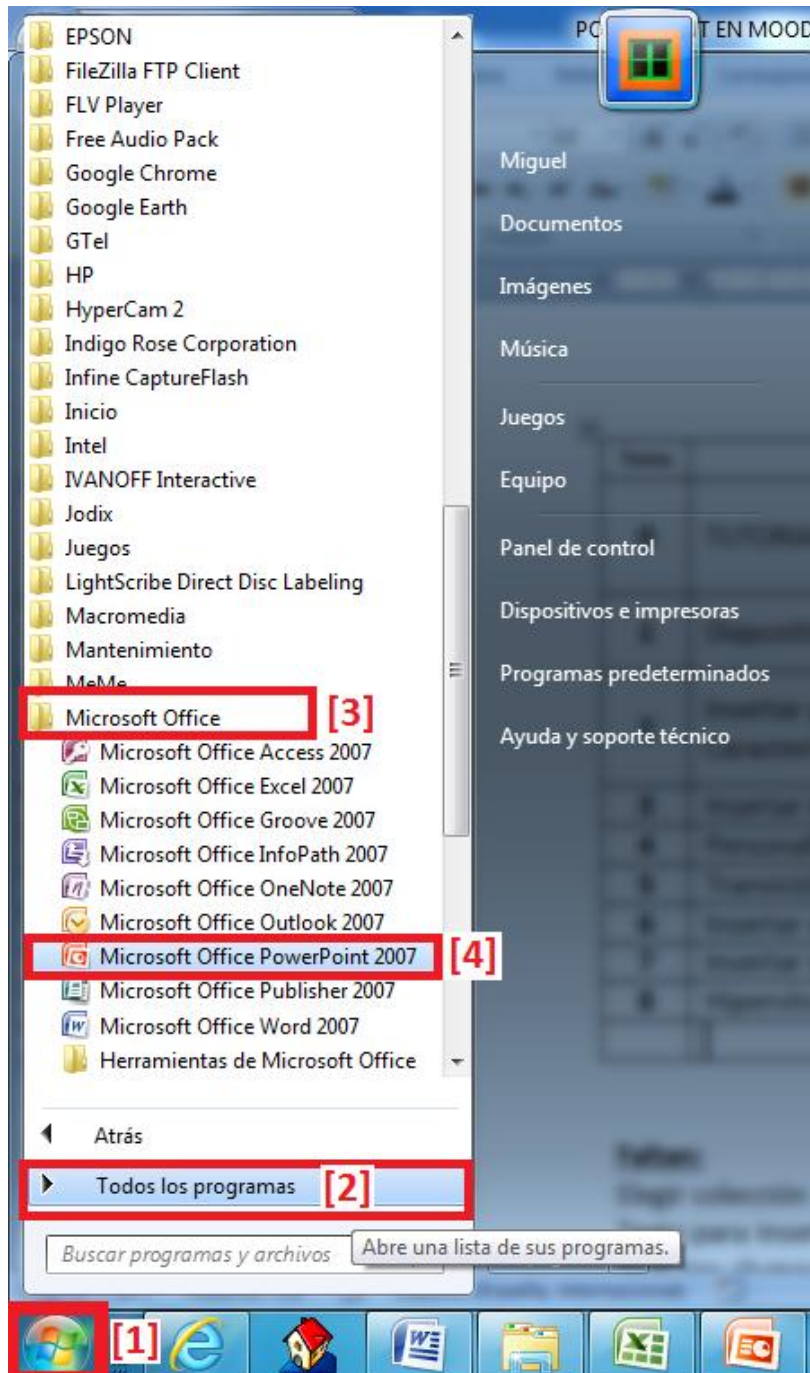 EPSON
FileZilla FTP Client
FLV Player
Free Audio Pack
Google Chrome
Google Earth
GTel
HP
HyperCam 2
Indigo Rose Corporation
Infine CaptureFlash
Inicio
Intel
IVANOFF Interactive
Jodix
Juegos
LightScribe Direct Disc Labeling
Macromedia
Mantenimiento
MeMe
Microsoft Office [3]
Microsoft Office Access 2007
Microsoft Office Excel 2007
Microsoft Office Groove 2007
Microsoft Office InfoPath 2007
Microsoft Office OneNote 2007
Microsoft Office Outlook 2007
Microsoft Office PowerPoint 2007 [4]
Microsoft Office Publisher 2007
Microsoft Office Word 2007
Herramientas de Microsoft Office
Atrás
Todos los programas [2]
Buscar programas y archivos
Abre una lista de sus programas.
[1]
EN MOOD
Miguel
Documentos
Imágenes
Música
Juegos
Equipo
Panel de control
Dispositivos e impresoras
Programas predeterminados
Ayuda y soporte técnico